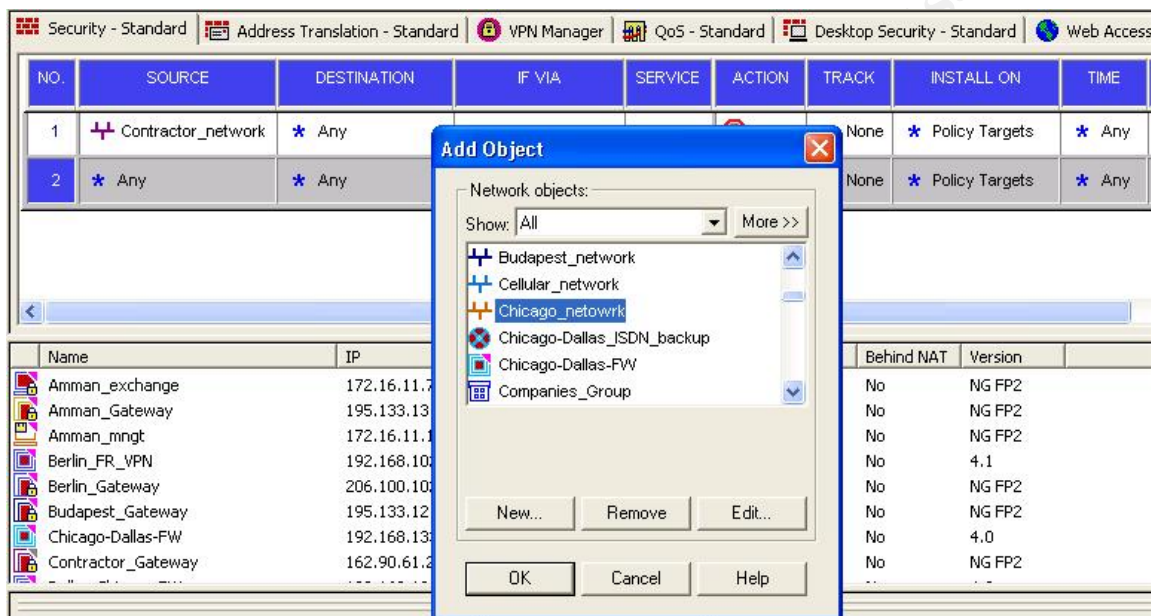 Security - Standard Address Translation - Standard VPN Manager QoS - Standard Desktop Security - Standard Web Access
NO. SOURCE DESTINATION IF VIA SERVICE ACTION TRACK INSTALL ON TIME
1 Contractor_network * Any None * Policy Targets * Any
2 * Any * Any None * Policy Targets * Any
Add Object
Network objects:
Show: All More >>
Budapest_network
Cellular_network
Chicago_netowrk
Chicago-Dallas_ISDN_backup
Chicago-Dallas-FW
Companies_Group
New... Remove Edit...
OK Cancel Help
Name IP Behind NAT Version
Amman_exchange 172.16.11.7 No NG FP2
Amman_Gateway 195.133.13 No NG FP2
Amman_mngt 172.16.11.1 No NG FP2
Berlin_FR_VPN 192.168.10 No 4.1
Berlin_Gateway 206.100.10 No NG FP2
Budapest_Gateway 195.133.12 No NG FP2
Chicago-Dallas-FW 192.168.13 No 4.0
Contractor_Gateway 162.90.61.2 No NG FP2